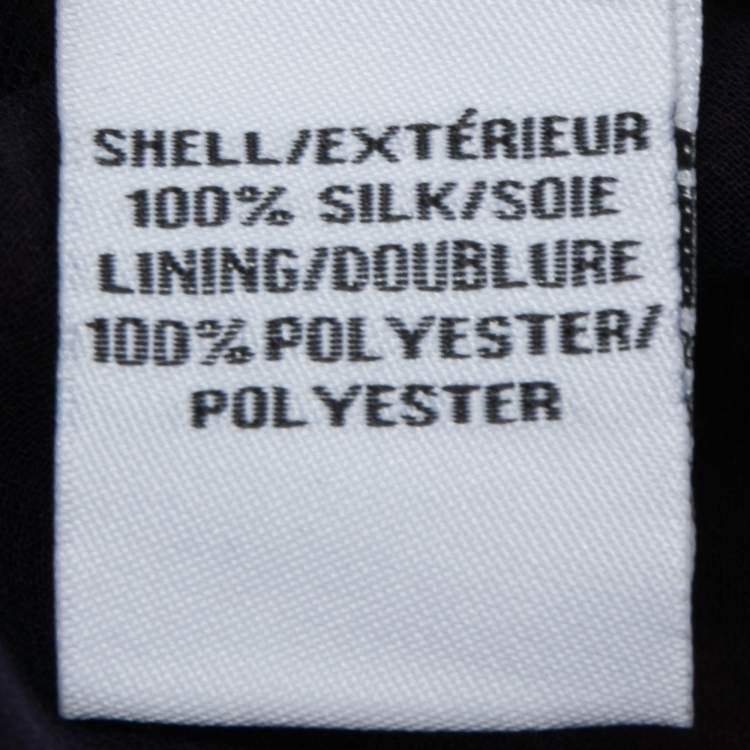 SHELL/EXTÉRIEUR
100% SILK/SOIE
LINING/DOUBLURE
100% POLYESTER/
POLYESTER